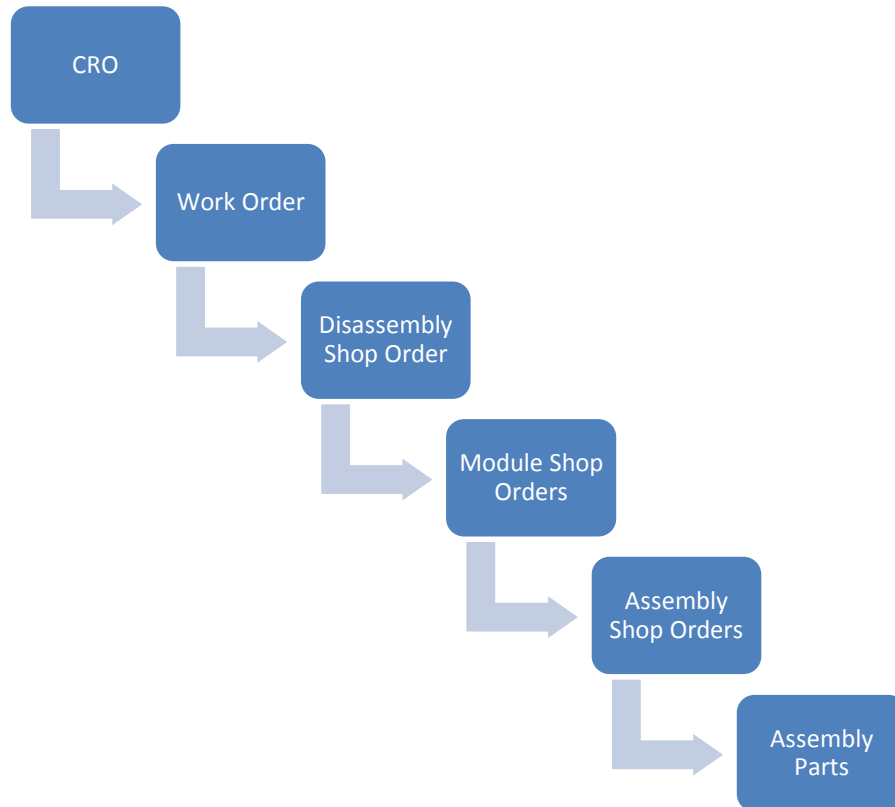 CRO
Work Order
Disassembly
Shop Order
Module Shop
Orders
Assembly
Shop Orders
Assembly
Parts